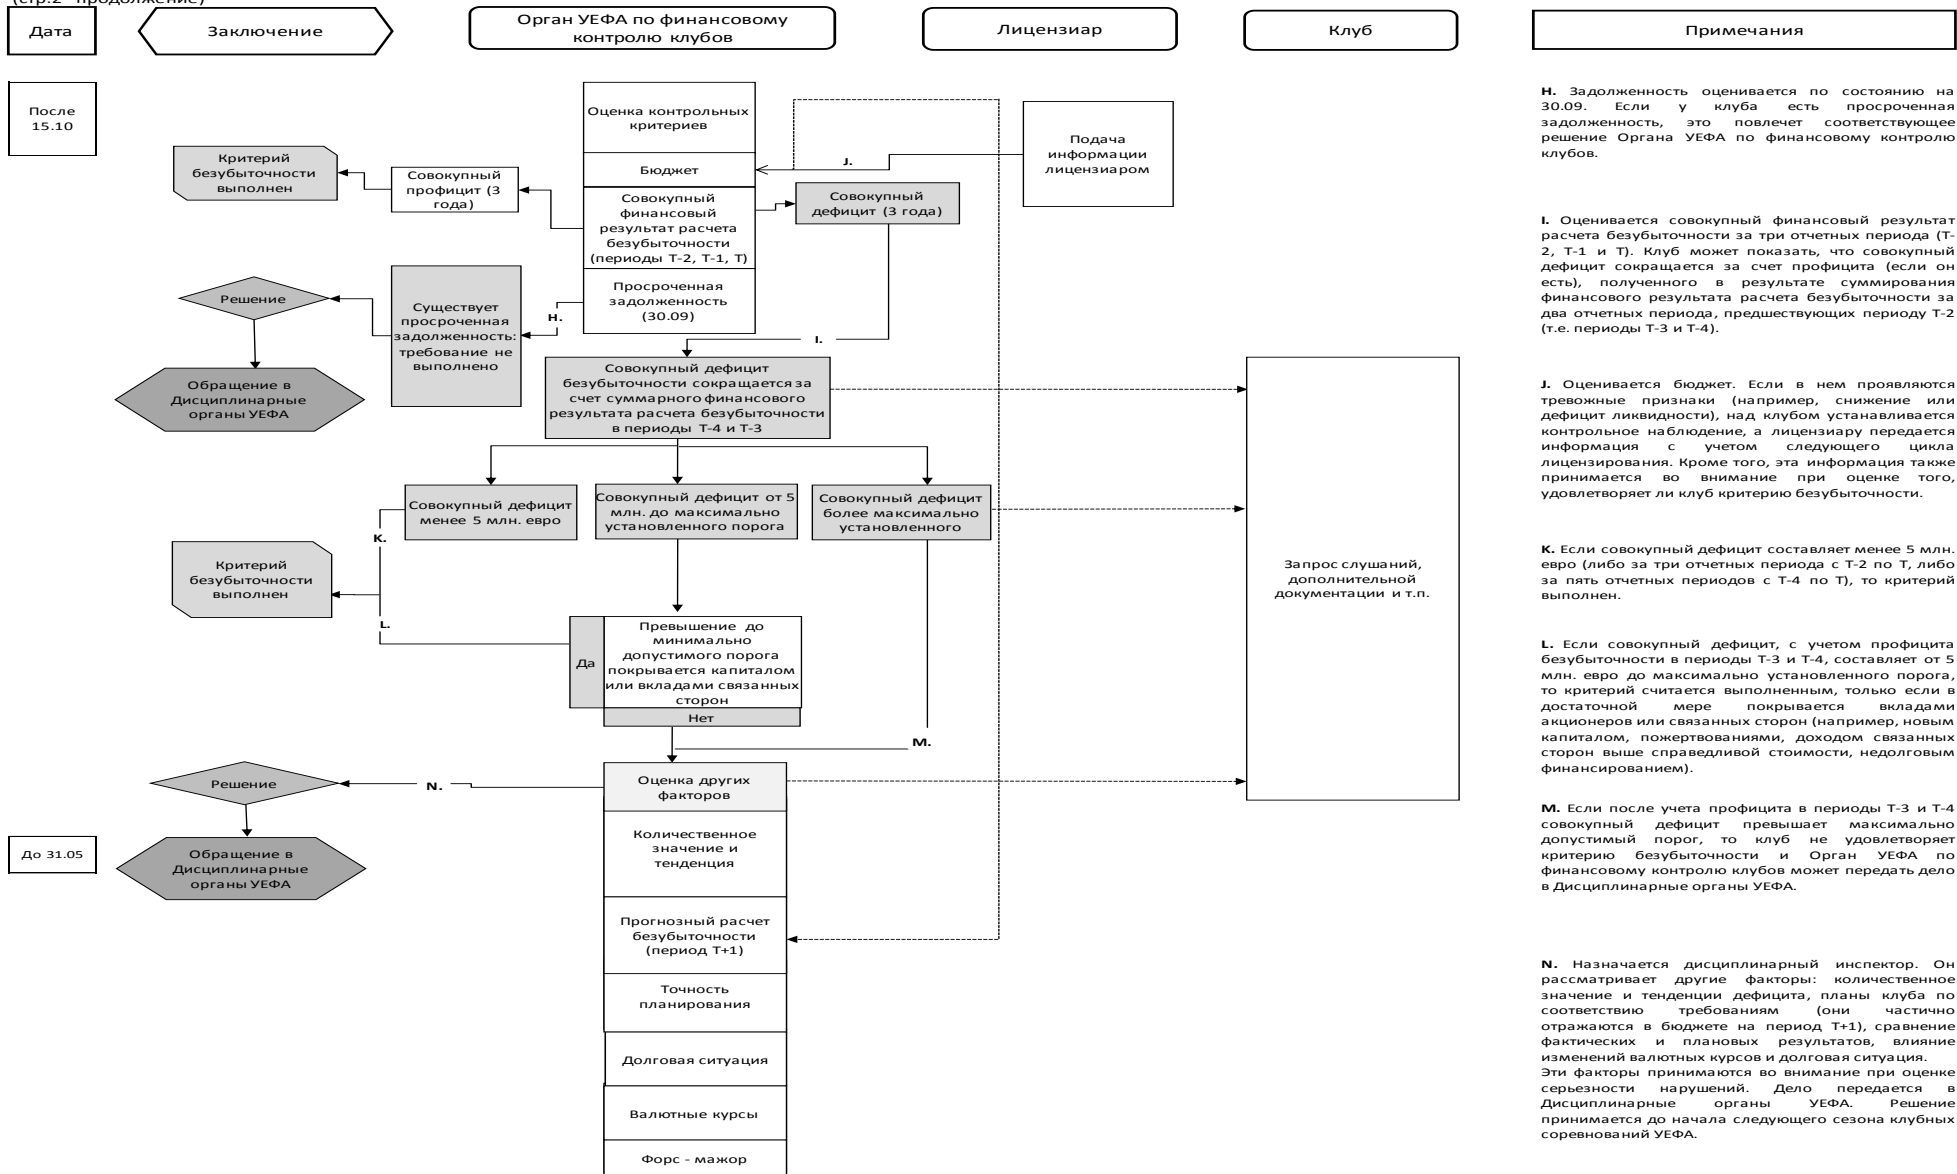 (стр.2 - продолжение)
Дата
Заключение
Орган УЕФА по финансовому
контролю клубов
Лицензиар
Клуб
Примечания
После
15.10
Оценка контрольных
критериев
Бюджет
Совокупный
финансовый
результат расчета
безубыточности
(периоды Т-2, Т-1, Т)
Просроченная
задолженность
(30.09)
J.
Подача
информации
лицензиаром
Критерий
безубыточности
выполнен
Совокупный
профицит (3
года)
Совокупный
дефицит (3 года)
Решение
Существует
просроченная
задолженность:
требование не
выполнено
H.
I.
Обращение в
Дисциплинарные
органы УЕФА
Совокупный дефицит
безубыточности сокращается за
счет суммарного финансового
результата расчета безубыточности
в периоды Т-4 и Т-3
Совокупный дефицит
менее 5 млн. евро
Совокупный дефицит от 5
млн. до максимально
установленного порога
Совокупный дефицит
более максимально
установленного
K.
Критерий
безубыточности
выполнен
L.
Запрос слушаний,
дополнительной
документации и т.п.
Да
Превышение до
минимально
допустимого порога
покрывается капиталом
или вкладами связанных
сторон
Нет
M.
Решение
N.
Оценка других
факторов
До 31.05
Обращение в
Дисциплинарные
органы УЕФА
Количественное
значение и
тенденция
Прогнозный расчет
безубыточности
(период Т+1)
Точность
планирования
Долговая ситуация
Валютные курсы
Форс - мажор
H. Задолженность оценивается по состоянию на
30.09. Если у клуба есть просроченная
задолженность, это повлечет соответствующее
решение Органа УЕФА по финансовому контролю
клубов.
I. Оценивается совокупный финансовый результат
расчета безубыточности за три отчетных периода (Т-
2, Т-1 и Т). Клуб может показать, что совокупный
дефицит сокращается за счет профицита (если он
есть), полученного в результате суммирования
финансового результата расчета безубыточности за
два отчетных периода, предшествующих периоду Т-2
(т.е. периоды Т-3 и Т-4).
J. Оценивается бюджет. Если в нем проявляются
тревожные признаки (например, снижение или
дефицит ликвидности), над клубом устанавливается
контрольное наблюдение, а лицензиару передается
информация с учетом следующего цикла
лицензирования. Кроме того, эта информация также
принимается во внимание при оценке того,
удовлетворяет ли клуб критерию безубыточности.
K. Если совокупный дефицит составляет менее 5 млн.
евро (либо за три отчетных периода с Т-2 по Т, либо
за пять отчетных периодов с Т-4 по Т), то критерий
выполнен.
L. Если совокупный дефицит, с учетом профицита
безубыточности в периоды Т-3 и Т-4, составляет от 5
млн. евро до максимально установленного порога,
то критерий считается выполненным, только если в
достаточной мере покрывается вкладами
акционеров или связанных сторон (например, новым
капиталом, пожертвованиями, доходом связанных
сторон выше справедливой стоимости, недолговым
финансированием).
M. Если после учета профицита в периоды Т-3 и Т-4
совокупный дефицит превышает максимально
допустимый порог, то клуб не удовлетворяет
критерию безубыточности и Орган УЕФА по
финансовому контролю клубов может передать дело
в Дисциплинарные органы УЕФА.
N. Назначается дисциплинарный инспектор. Он
рассматривает другие факторы: количественное
значение и тенденции дефицита, планы клуба по
соответствию требованиям (они частично
отражаются в бюджете на период Т+1), сравнение
фактических и плановых результатов, влияние
изменений валютных курсов и долговая ситуация.
Эти факторы принимаются во внимание при оценке
серьезности нарушений. Дело передается в
Дисциплинарные органы УЕФА. Решение
принимается до начала следующего сезона клубных
соревнований УЕФА.